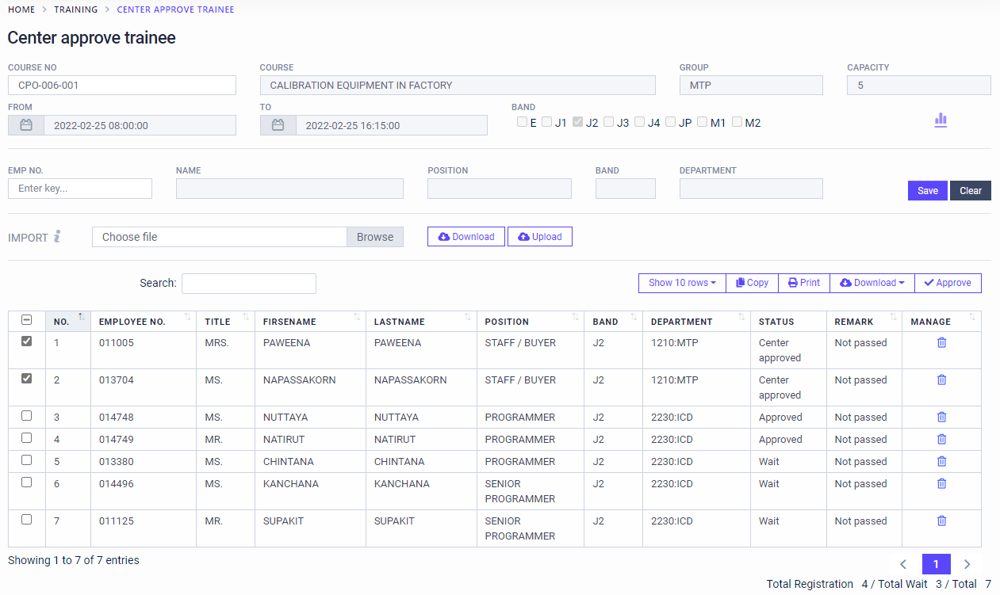 HOME > TRAINING > CENTER APPROVE TRAINEE
Center approve trainee
COURSE NO COURSE GROUP CAPACITY
CPO-006-001 CALIBRATION EQUIPMENT IN FACTORY MTP 5
FROM TO BAND
2022-02-25 08:00:00 2022-02-25 16:15:00 E J1 J2 J3 J4 JP M1 M2
EMP NO. NAME POSITION BAND DEPARTMENT
Enter key... Save Clear
IMPORT Choose file Browse Download Upload
Search: Show 10 rows Copy Print Download Approve
NO. EMPLOYEE NO. TITLE FIRSENAME LASTNAME POSITION BAND DEPARTMENT STATUS REMARK MANAGE
1 011005 MRS. PAWEENA PAWEENA STAFF / BUYER J2 1210:MTP Center Not passed
approved
2 013704 MS. NAPASSAKORN NAPASSAKORN STAFF / BUYER J2 1210:MTP Center Not passed
approved
3 014748 MS. NUTTAYA NUTTAYA PROGRAMMER J2 2230:ICD Approved Not passed
4 014749 MR. NATIRUT NATIRUT PROGRAMMER J2 2230:ICD Approved Not passed
5 013380 MS. CHINTANA CHINTANA PROGRAMMER J2 2230:ICD Wait Not passed
6 014496 MS. KANCHANA KANCHANA SENIOR J2 2230:ICD Wait Not passed
PROGRAMMER
7 011125 MR. SUPAKIT SUPAKIT SENIOR J2 2230:ICD Wait Not passed
PROGRAMMER
Showing 1 to 7 of 7 entries
1
Total Registration 4 / Total Wait 3 / Total 7